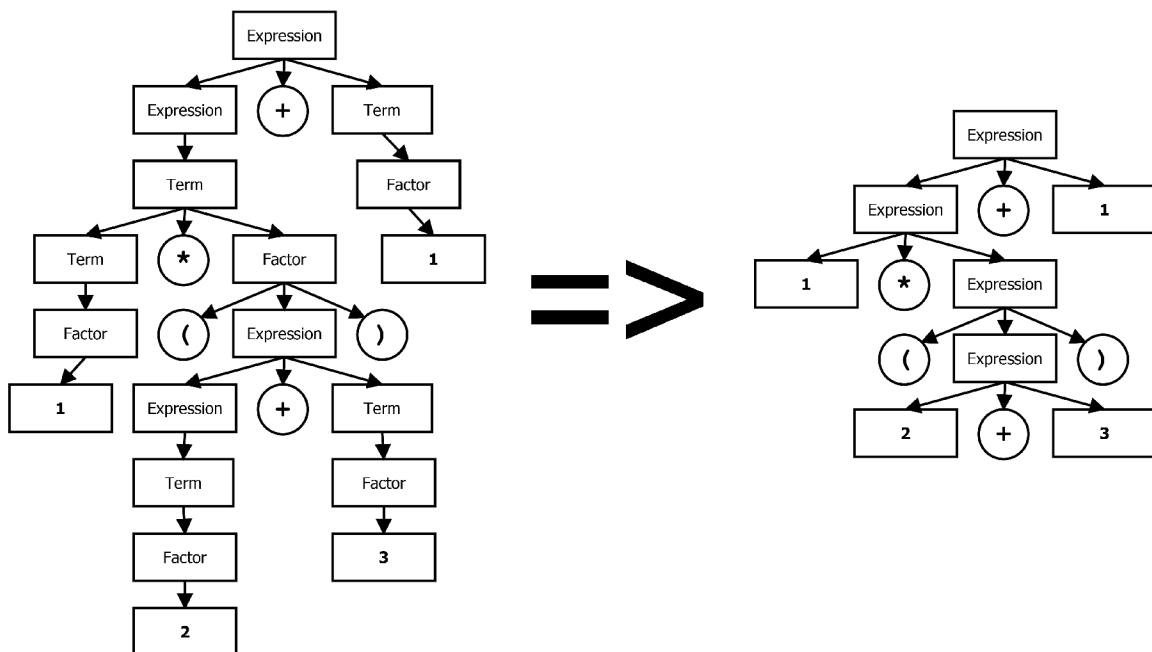 Expression
Expression + Term
Term Factor
Term * Factor 1
Factor ( Expression )
1 Expression + Term
Term Factor
Factor 3
2
=>
Expression
Expression + 1
1 * Expression
( Expression )
2 + 3